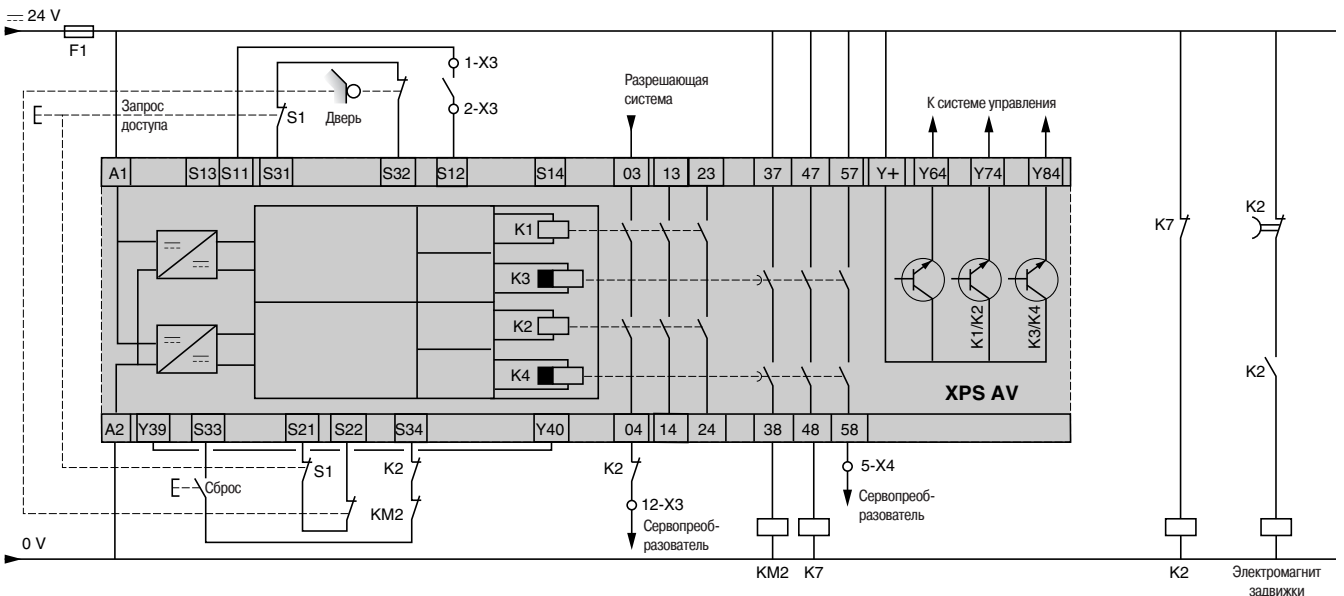 24 V
F1
1-X3
2-X3
Запрос
доступа
S1
Дверь
Разрешающая
система
К системе управления
A1
S13
S11
S31
S32
S12
S14
03
13
23
37
47
57
Y+
Y64
Y74
Y84
K1
K3
K2
K4
K1/K2
K3/K4
XPS AV
K7
K2
K2
A2
Y39
S33
S21
S22
S34
Y40
04
14
24
38
48
58
S1
Сброс
K2
KM2
K2
12-X3
Сервопреоб-
разователь
5-X4
Сервопреоб-
разователь
0 V
KM2
K7
K2
Электромагнит
задвижки